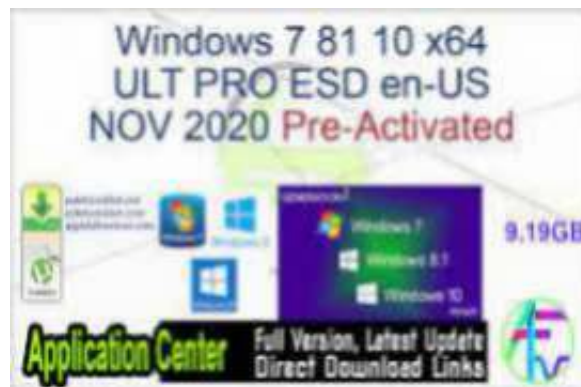 Windows 7 81 10 x64
ULT PRO ESD en-US
NOV 2020 Pre-Activated
Windows 7
Windows 8.1
Windows 10
9,19GB
Application Center
Full Version, Latest Update
Direct Download Links